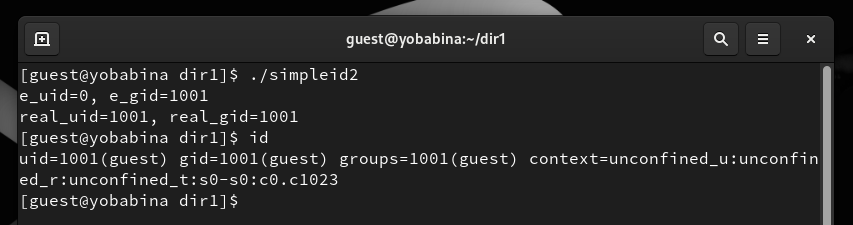 guest@yobabina:~/dir1
[guest@yobabina dir1]$ ./simpleid2
e_uid=0, e_gid=1001
real_uid=1001, real_gid=1001
[guest@yobabina dir1]$ id
uid=1001(guest) gid=1001(guest) groups=1001(guest) context=unconfined_u:unconfin
ed_r:unconfined_t:s0-s0:c0.c1023
[guest@yobabina dir1]$